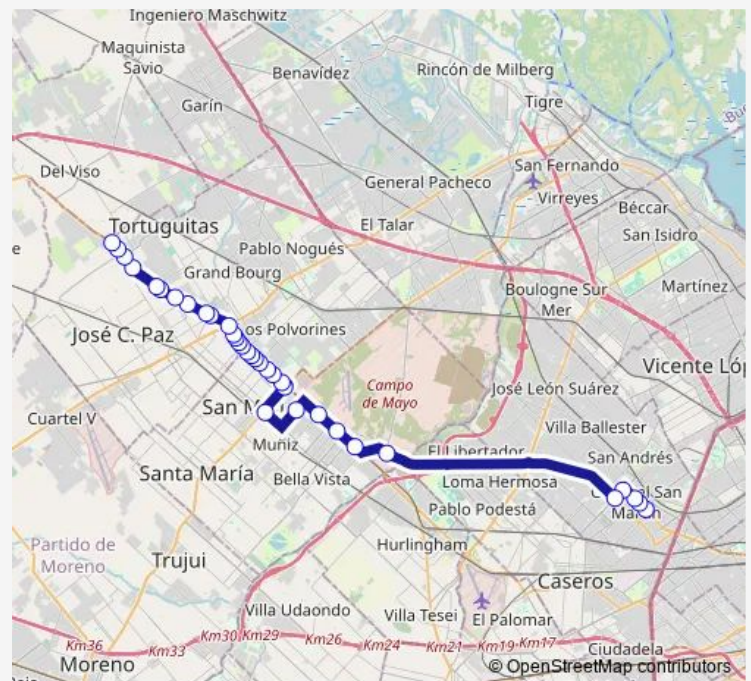 Ingeniero Maschwitz
Maquinista
Savio
Benavídez
Rincón de Milberg
Garín
Tigre
Del Viso
San Fernando
General Pacheco
Virreyes
Béccar
Tortuguitas
El Talar
San Isidro
Pablo Nogués
Grand Bourg
Martínez
Boulogne Sur
Mer
José C. Paz
os Polvorines
Vicente Lóp
Campo
de Mayo
José León Suárez
San M
Cuartel V
Villa Ballester
Muñiz
El Libertador
San Andrés
Santa María
Bella Vista
Loma Hermosa
Pablo Podestá
Partido de
Moreno
Hurlingham
Trujui
Caseros
Villa Udaondo
Villa Tesei
El Palomar
Km36
Km33
Km30
Km29
Km26
Km24
Km21
Km19
Km17
Ciudadela
Moreno
© OpenStreetMap contributors